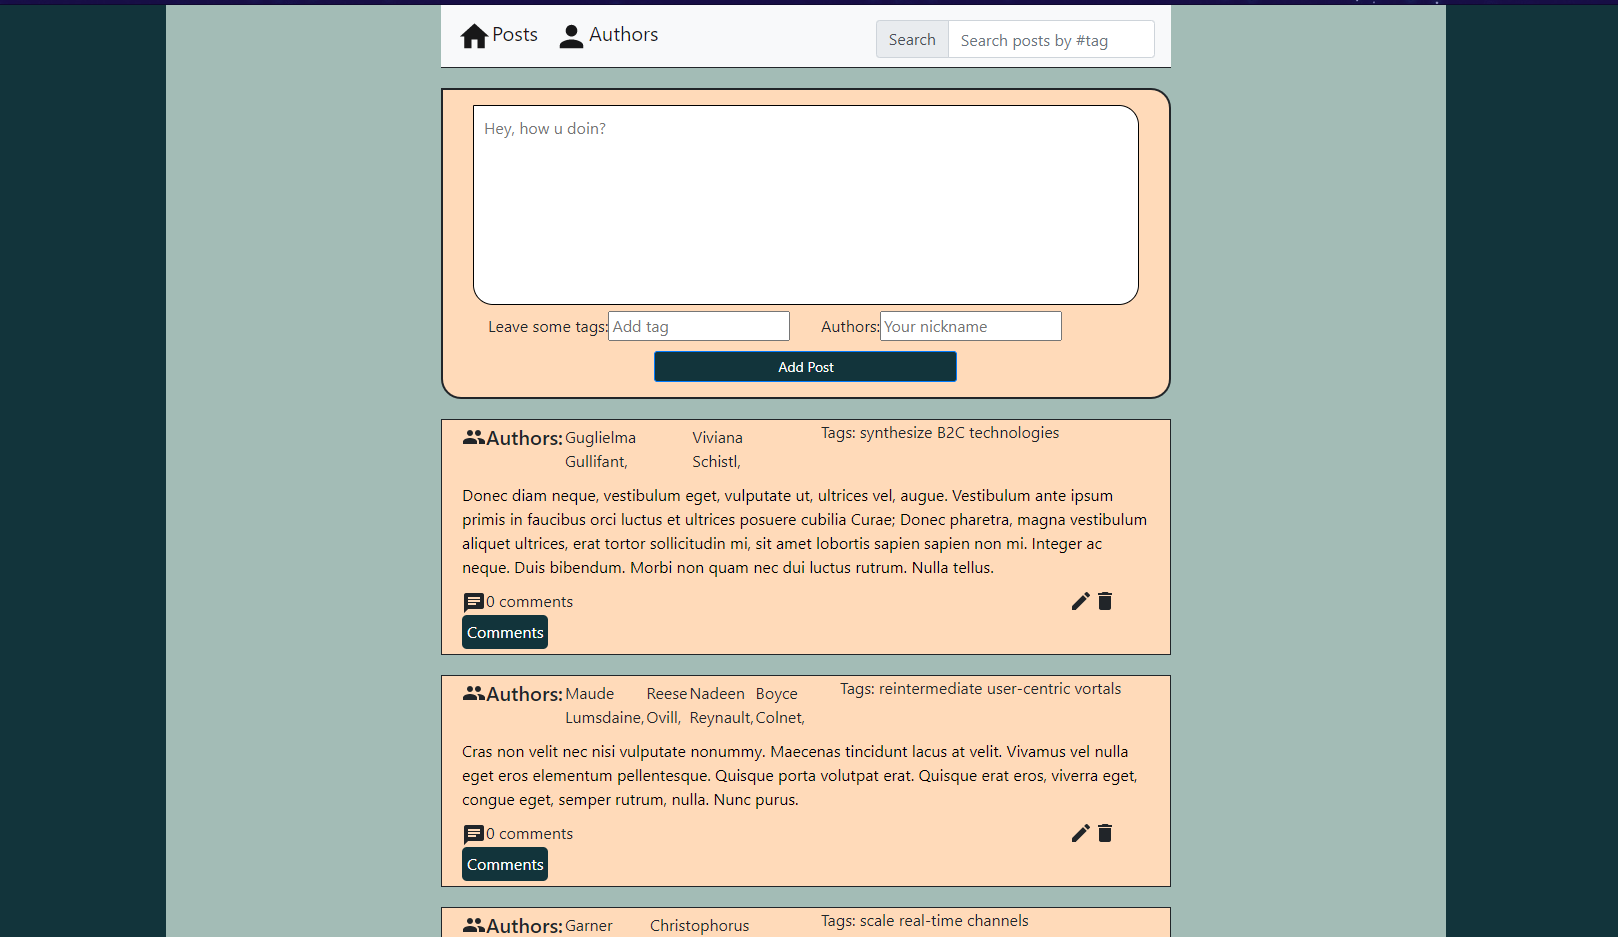 Posts Authors Search Search posts by #tag
Hey, how u doin?
Leave some tags: Add tag Authors: Your nickname
Add Post
Authors: Guglielma Viviana Tags: synthesize B2C technologies
Gullifant, Schistl,
Donec diam neque, vestibulum eget, vulputate ut, ultrices vel, augue. Vestibulum ante ipsum
primis in faucibus orci luctus et ultrices posuere cubilia Curae; Donec pharetra, magna vestibulum
aliquet ultrices, erat tortor sollicitudin mi, sit amet lobortis sapien sapien non mi. Integer ac
neque. Duis bibendum. Morbi non quam nec dui luctus rutrum. Nulla tellus.
0 comments
Comments
Authors: Maude Reese Nadeen Boyce Tags: reintermediate user-centric vortals
Lumsdaine, Ovill, Reynault, Colnet,
Cras non velit nec nisi vulputate nonummy. Maecenas tincidunt lacus at velit. Vivamus vel nulla
eget eros elementum pellentesque. Quisque porta volutpat erat. Quisque erat eros, viverra eget,
congue eget, semper rutrum, nulla. Nunc purus.
0 comments
Comments
Authors: Garner Christophorus Tags: scale real-time channels